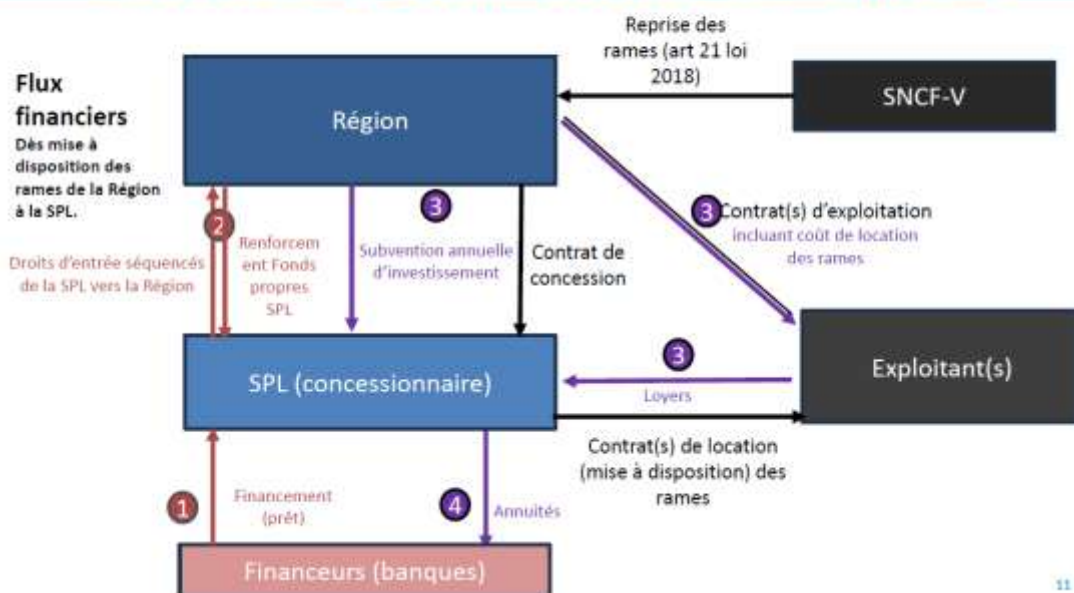 Reprise des
rames (art 21 loi
2018)
Flux
financiers
Dès mise à
disposition des
rames de la Région
à la SPL.
Région
SNCF-V
2
Droits d'entrée séquencés
de la SPL vers la Région
Renforcem
ent Fonds
propres
SPL
3
Subvention annuelle
d'investissement
Contrat de
concession
3
Contrat(s) d'exploitation
incluant coût de location
des rames
SPL (concessionnaire)
3
Loyers
Exploitant(s)
Contrat(s) de location
(mise à disposition) des
rames
1
Financement
(prêt)
4
Annuités
Financeurs (banques)
11